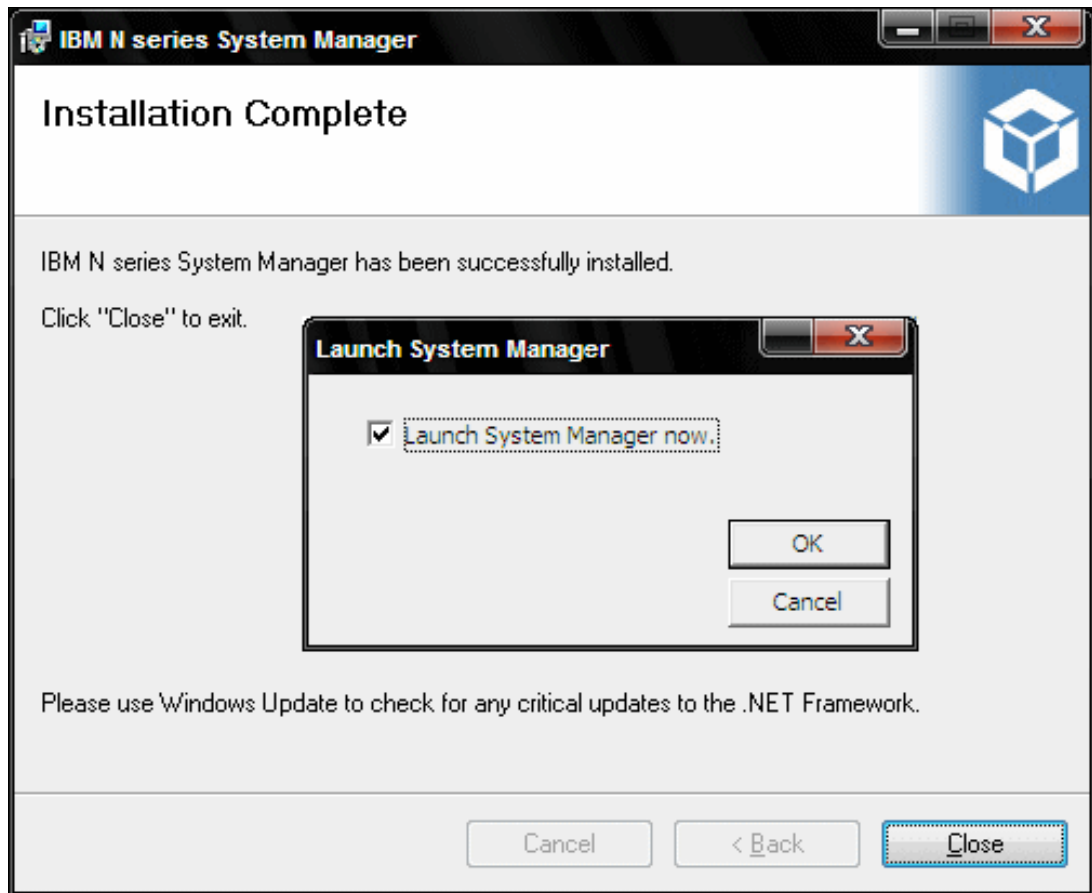 IBM N series System Manager
Installation Complete
IBM N series System Manager has been successfully installed.
Click "Close" to exit.
Launch System Manager
Launch System Manager now.
OK
Cancel
Please use Windows Update to check for any critical updates to the .NET Framework.
Cancel
< Back
Close